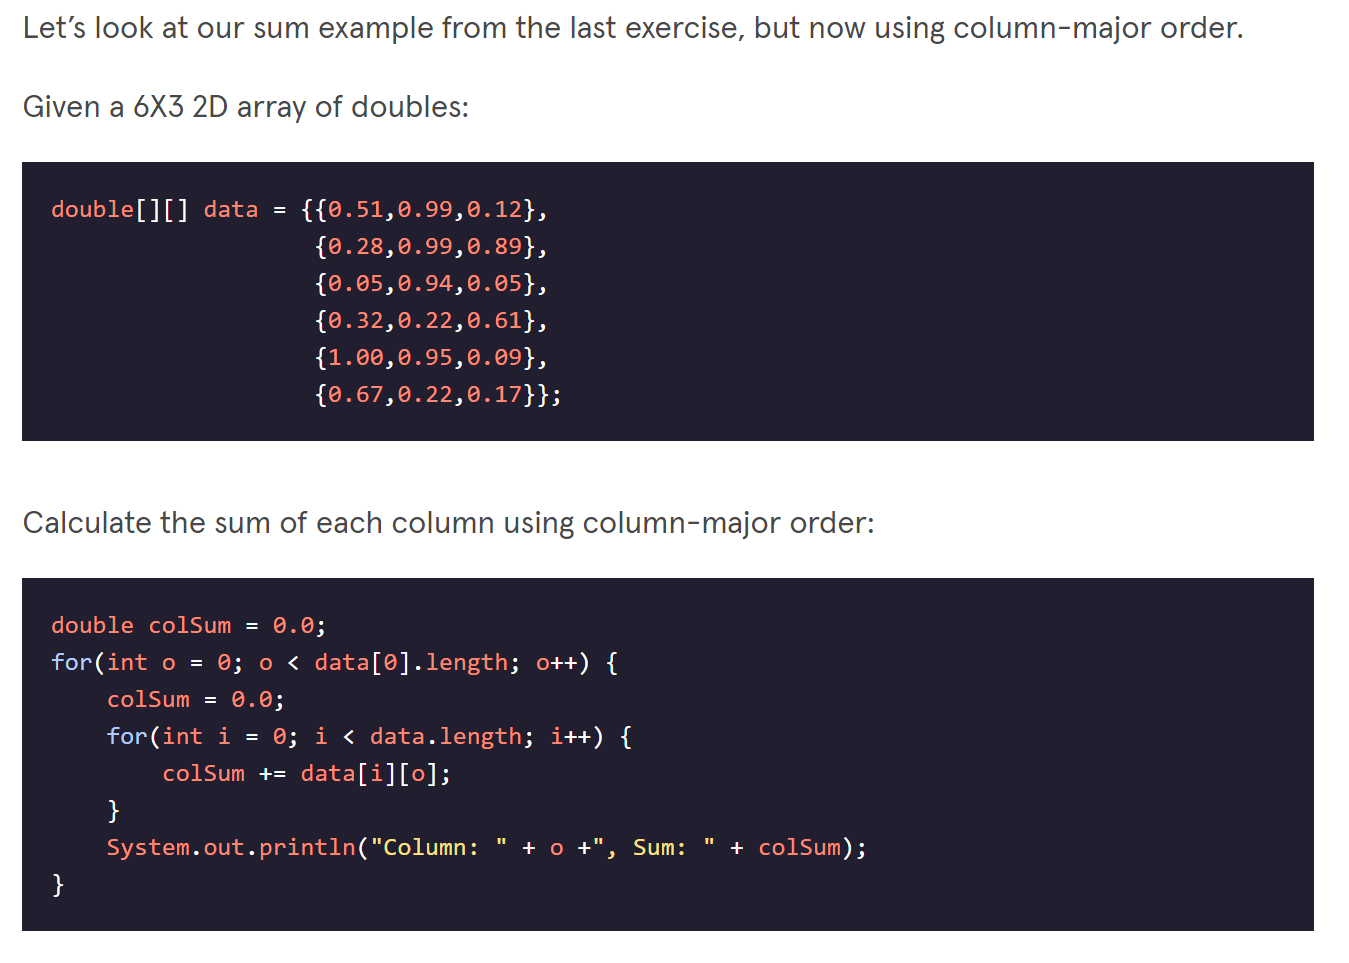 Let’s look at our sum example from the last exercise, but now using column-major order.
Given a 6X3 2D array of doubles:
double[][] data = {{0.51,0.99,0.12},
                   {0.28,0.99,0.89},
                   {0.05,0.94,0.05},
                   {0.32,0.22,0.61},
                   {1.00,0.95,0.09},
                   {0.67,0.22,0.17}};
Calculate the sum of each column using column-major order:
double colSum = 0.0;
for(int o = 0; o < data[0].length; o++) {
    colSum = 0.0;
    for(int i = 0; i < data.length; i++) {
        colSum += data[i][o];
    }
    System.out.println("Column: " + o +", Sum: " + colSum);
}